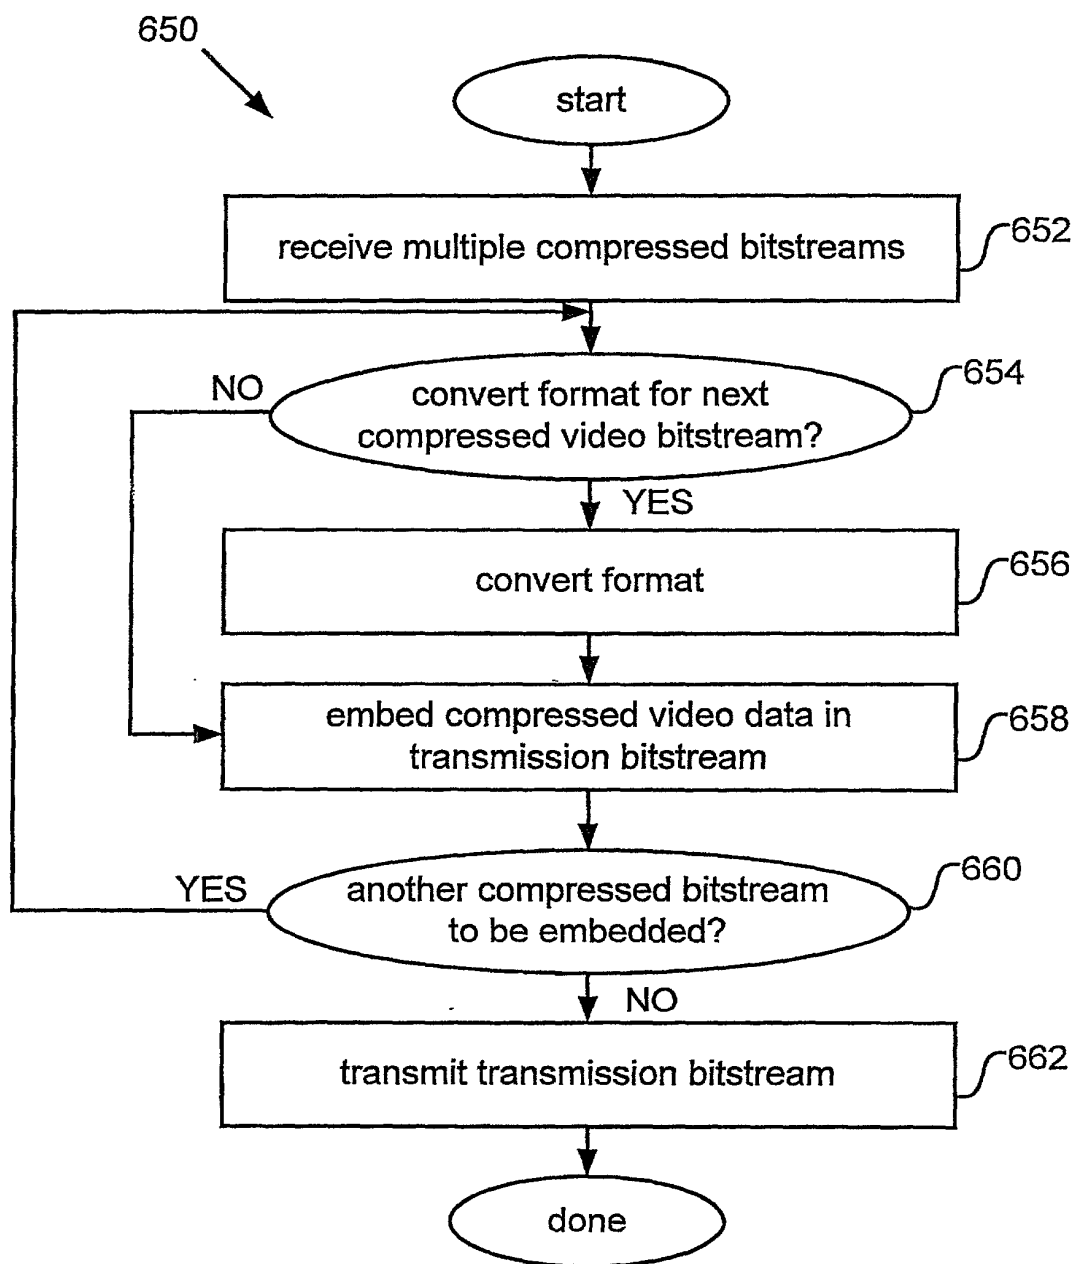 650
start
receive multiple compressed bitstreams
652
convert format for next
compressed video bitstream?
654
NO
YES
convert format
656
embed compressed video data in
transmission bitstream
658
another compressed bitstream
to be embedded?
660
YES
NO
transmit transmission bitstream
662
done